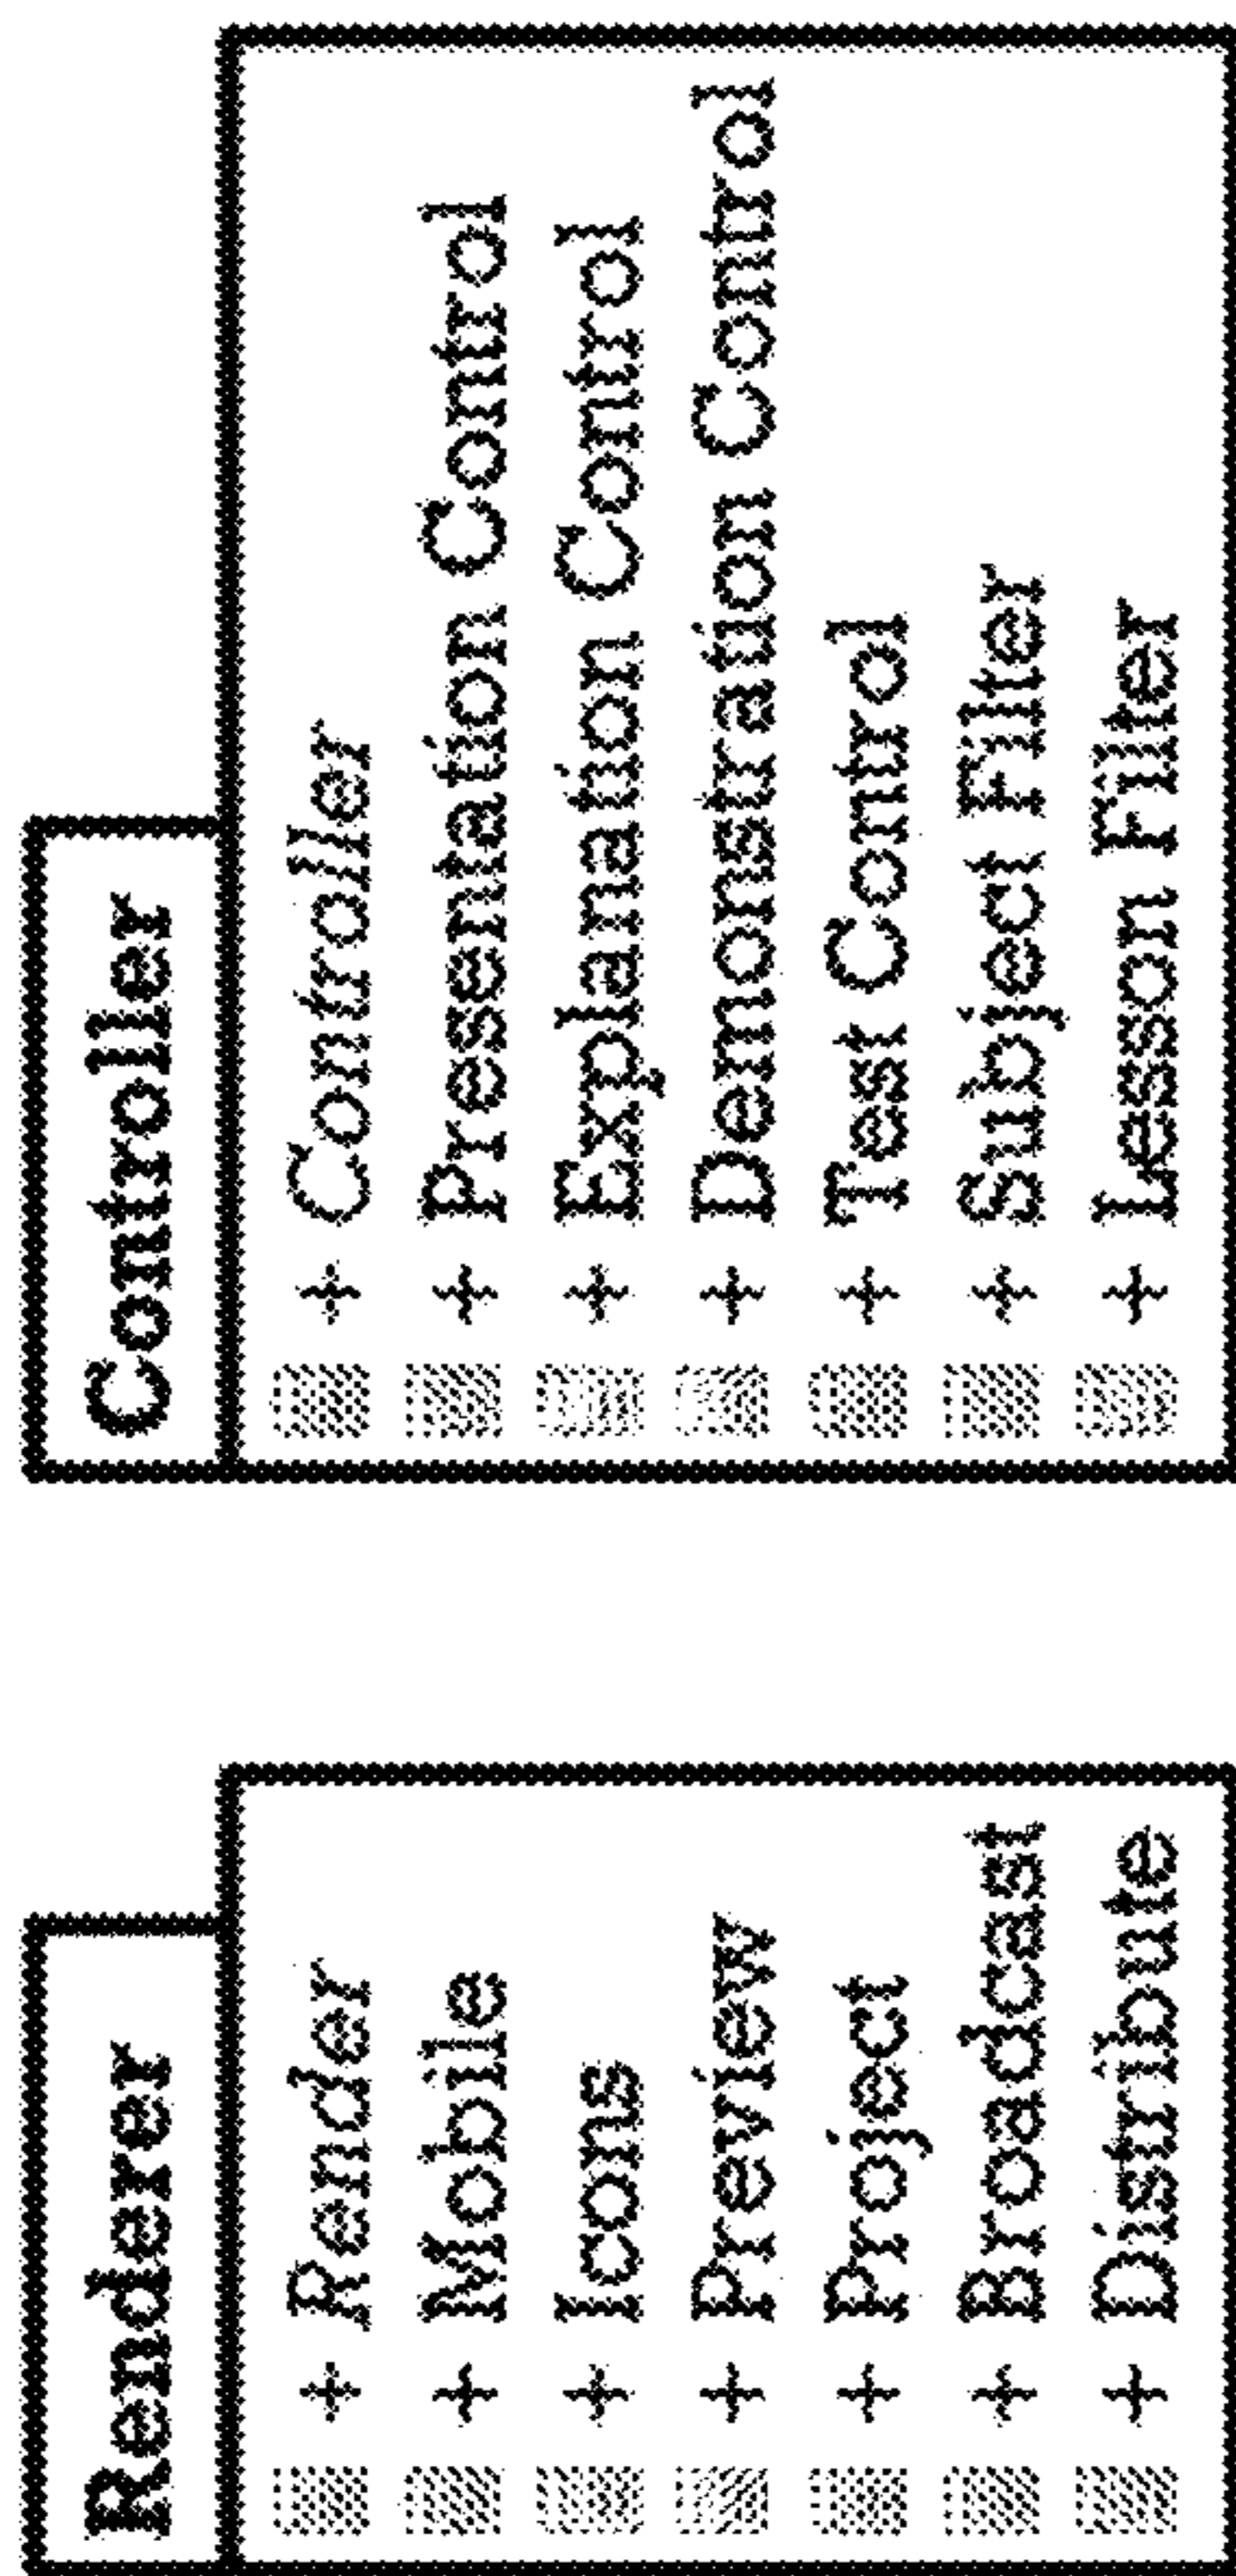 Renderer
+ Render
+ Mobile
+ Icons
+ Preview
+ Project
+ Broadcast
+ Distribute
Controller
+ Controller
+ Presentation Control
+ Explanation Control
+ Demonstration Control
+ Test Control
+ Subject Filter
+ Lesson Filter